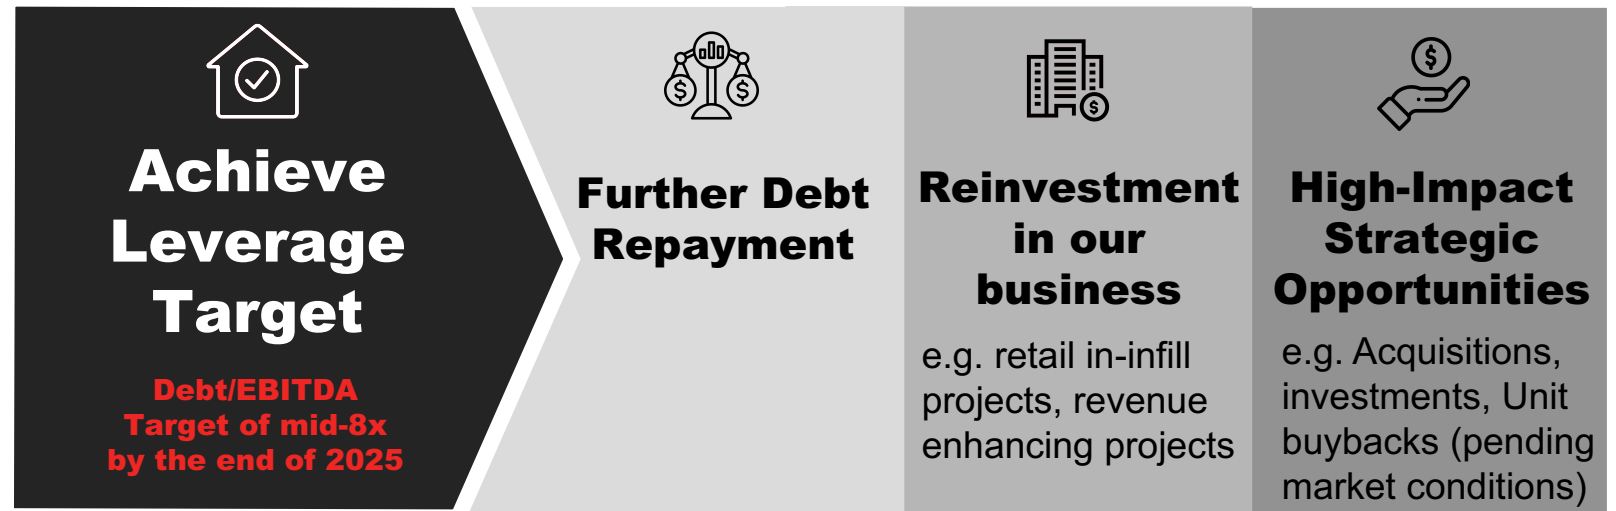 Achieve
Leverage
Target
Debt/EBITDA
Target of mid-8x
by the end of 2025
Further Debt
Repayment
Reinvestment
in our
business
e.g. retail in-infill
projects, revenue
enhancing projects
High-Impact
Strategic
Opportunities
e.g. Acquisitions,
investments, Unit
buybacks (pending
market conditions)